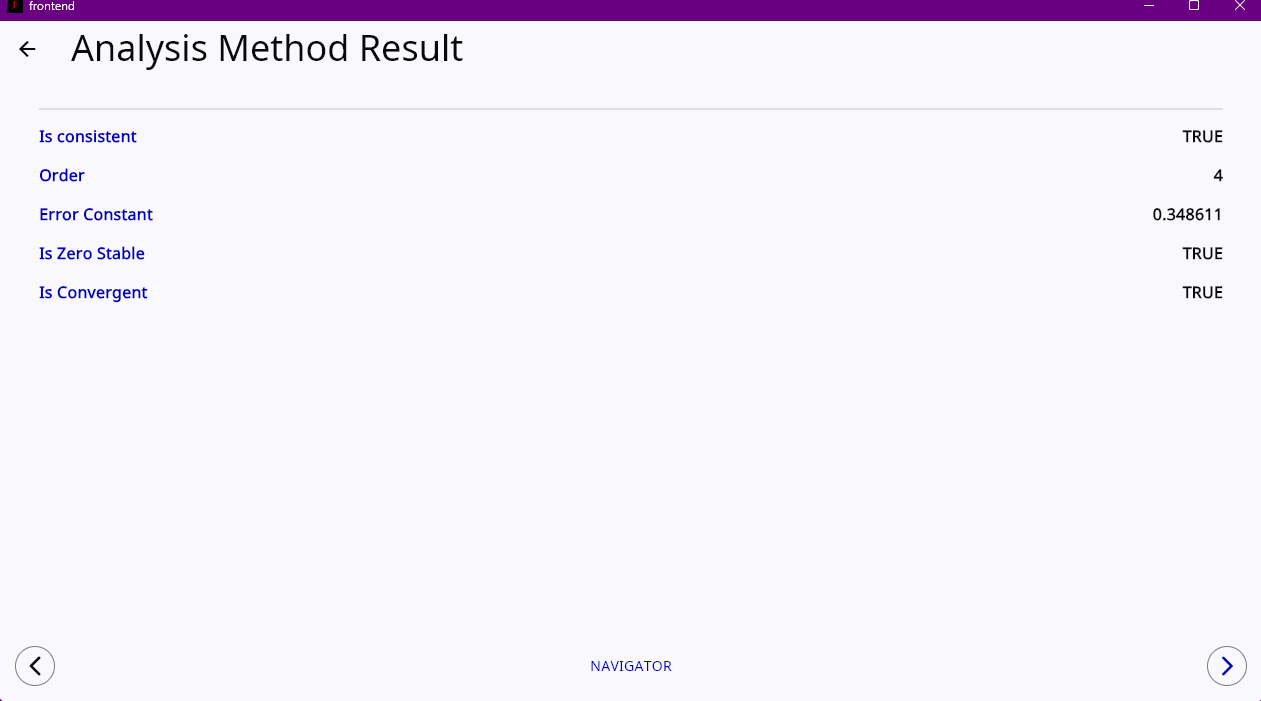 frontend
Analysis Method Result
Is consistent TRUE
Order 4
Error Constant 0.348611
Is Zero Stable TRUE
Is Convergent TRUE
NAVIGATOR